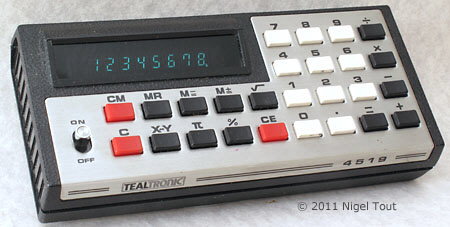 12345678.
7 8 9 ÷
4 5 6 ×
CM MR M= M± √ 1 2 3 -
C X-Y π % CE 0 · = +
ON
OFF
TEALTRONIC
4519
© 2011 Nigel Tout